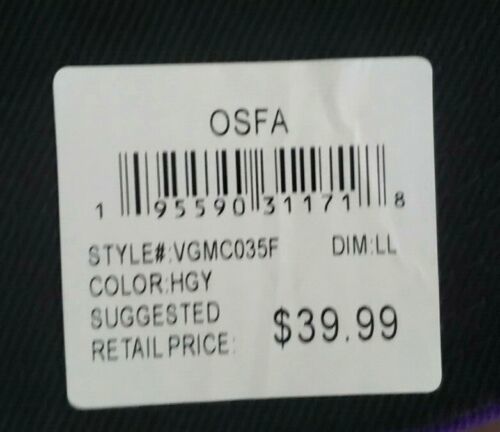 OSFA
1 95590 31171 8
STYLE#:VGMC035F DIM:LL
COLOR:HGY
SUGGESTED
RETAIL PRICE: $39.99